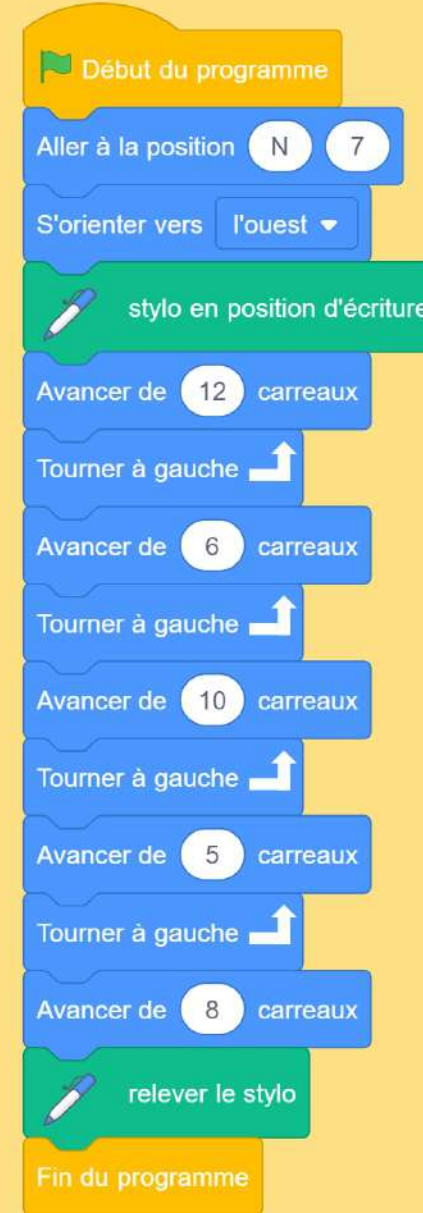 Début du programme
Aller à la position N 7
S'orienter vers l'ouest
stylo en position d'écriture
Avancer de 12 carreaux
Tourner à gauche
Avancer de 6 carreaux
Tourner à gauche
Avancer de 10 carreaux
Tourner à gauche
Avancer de 5 carreaux
Tourner à gauche
Avancer de 8 carreaux
relever le stylo
Fin du programme